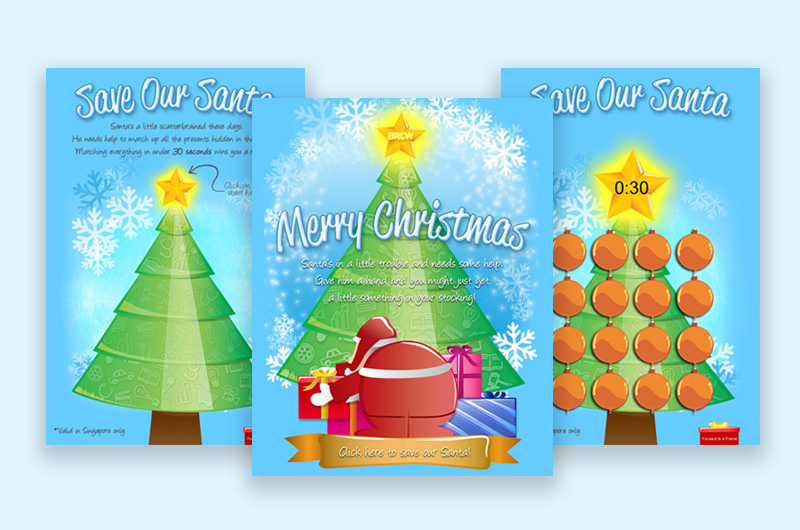 Save Our Santa
Santa's a little scatterbrained these days.
He needs help to match up all the presents hidden in the
Matching everything in under 30 seconds wins you a
Click on
start
*Valid in Singapore only
BREW
Merry Christmas
Santa's in a little trouble and needs some help.
Give him a hand and you might just get
a little something in your stocking!
Click here to save our Santa!
Save Our Santa
0:30
Singapore only
Forward to a Friend